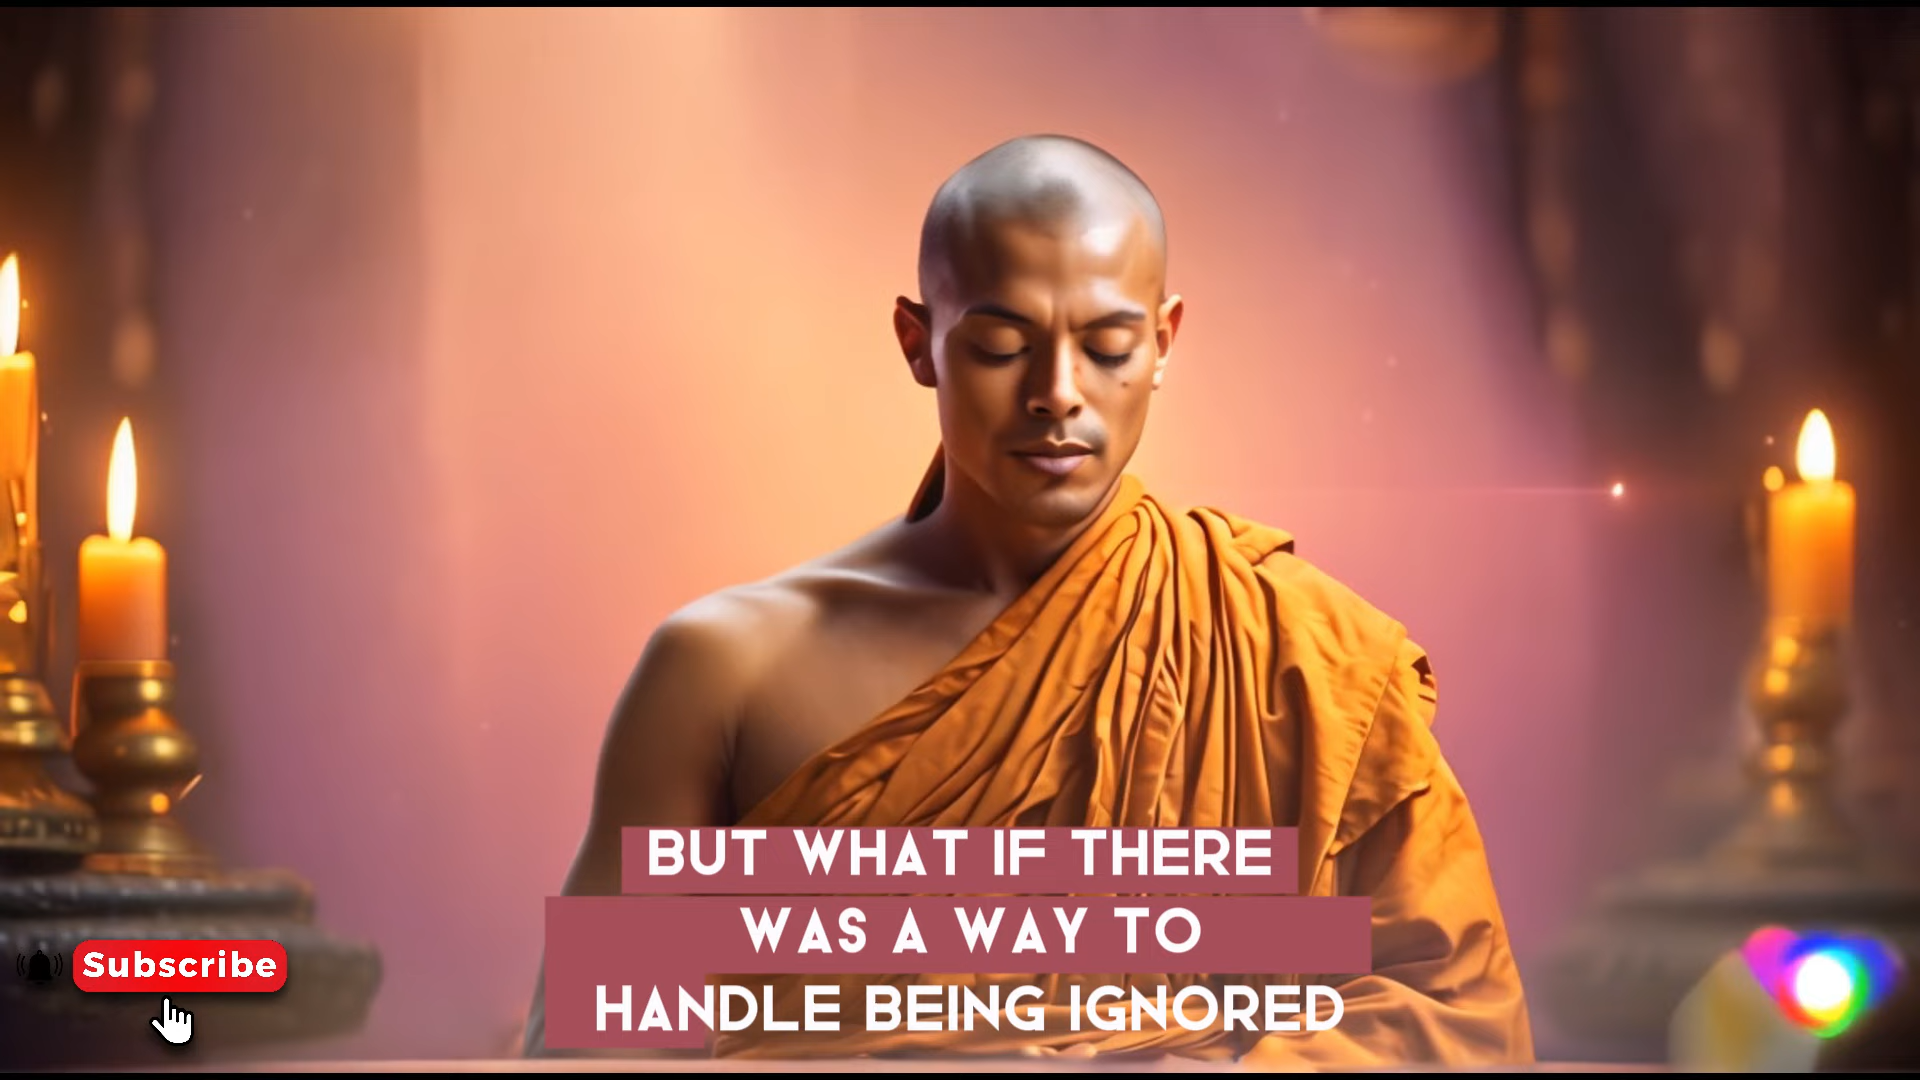 BUT WHAT IF THERE
WAS A WAY TO
HANDLE BEING IGNORED
Subscribe